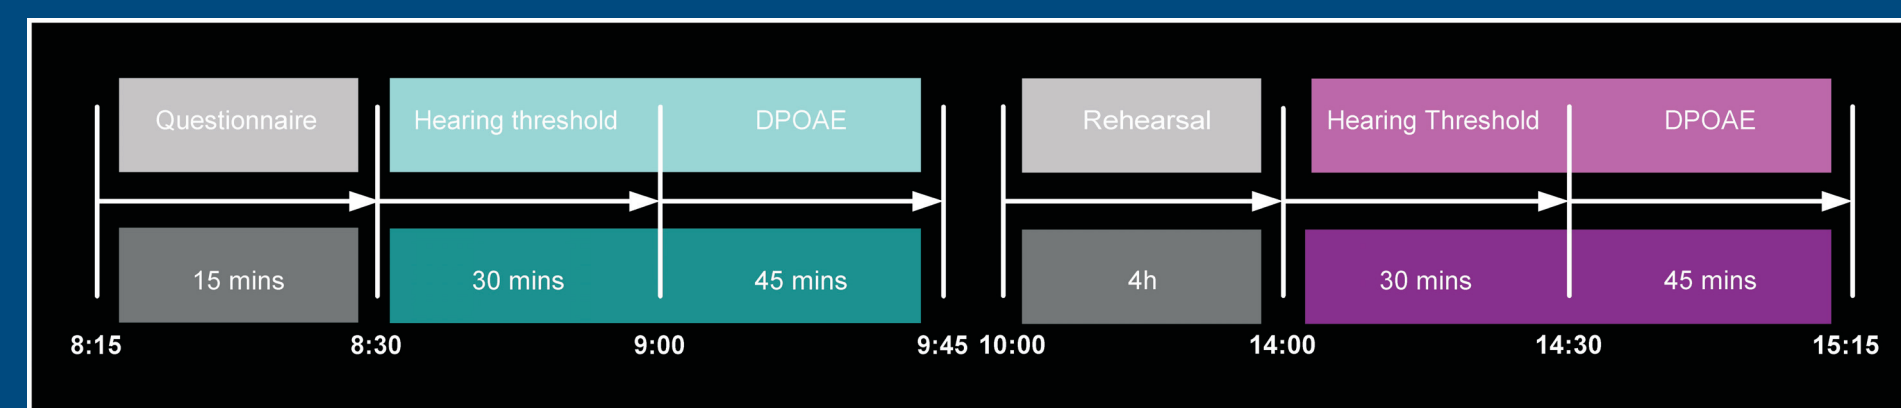 Questionnaire Hearing threshold DPOAE Rehearsal Hearing Threshold DPOAE
15 mins 30 mins 45 mins 4h 30 mins 45 mins
8:15 8:30 9:00 9:45 10:00 14:00 14:30 15:15